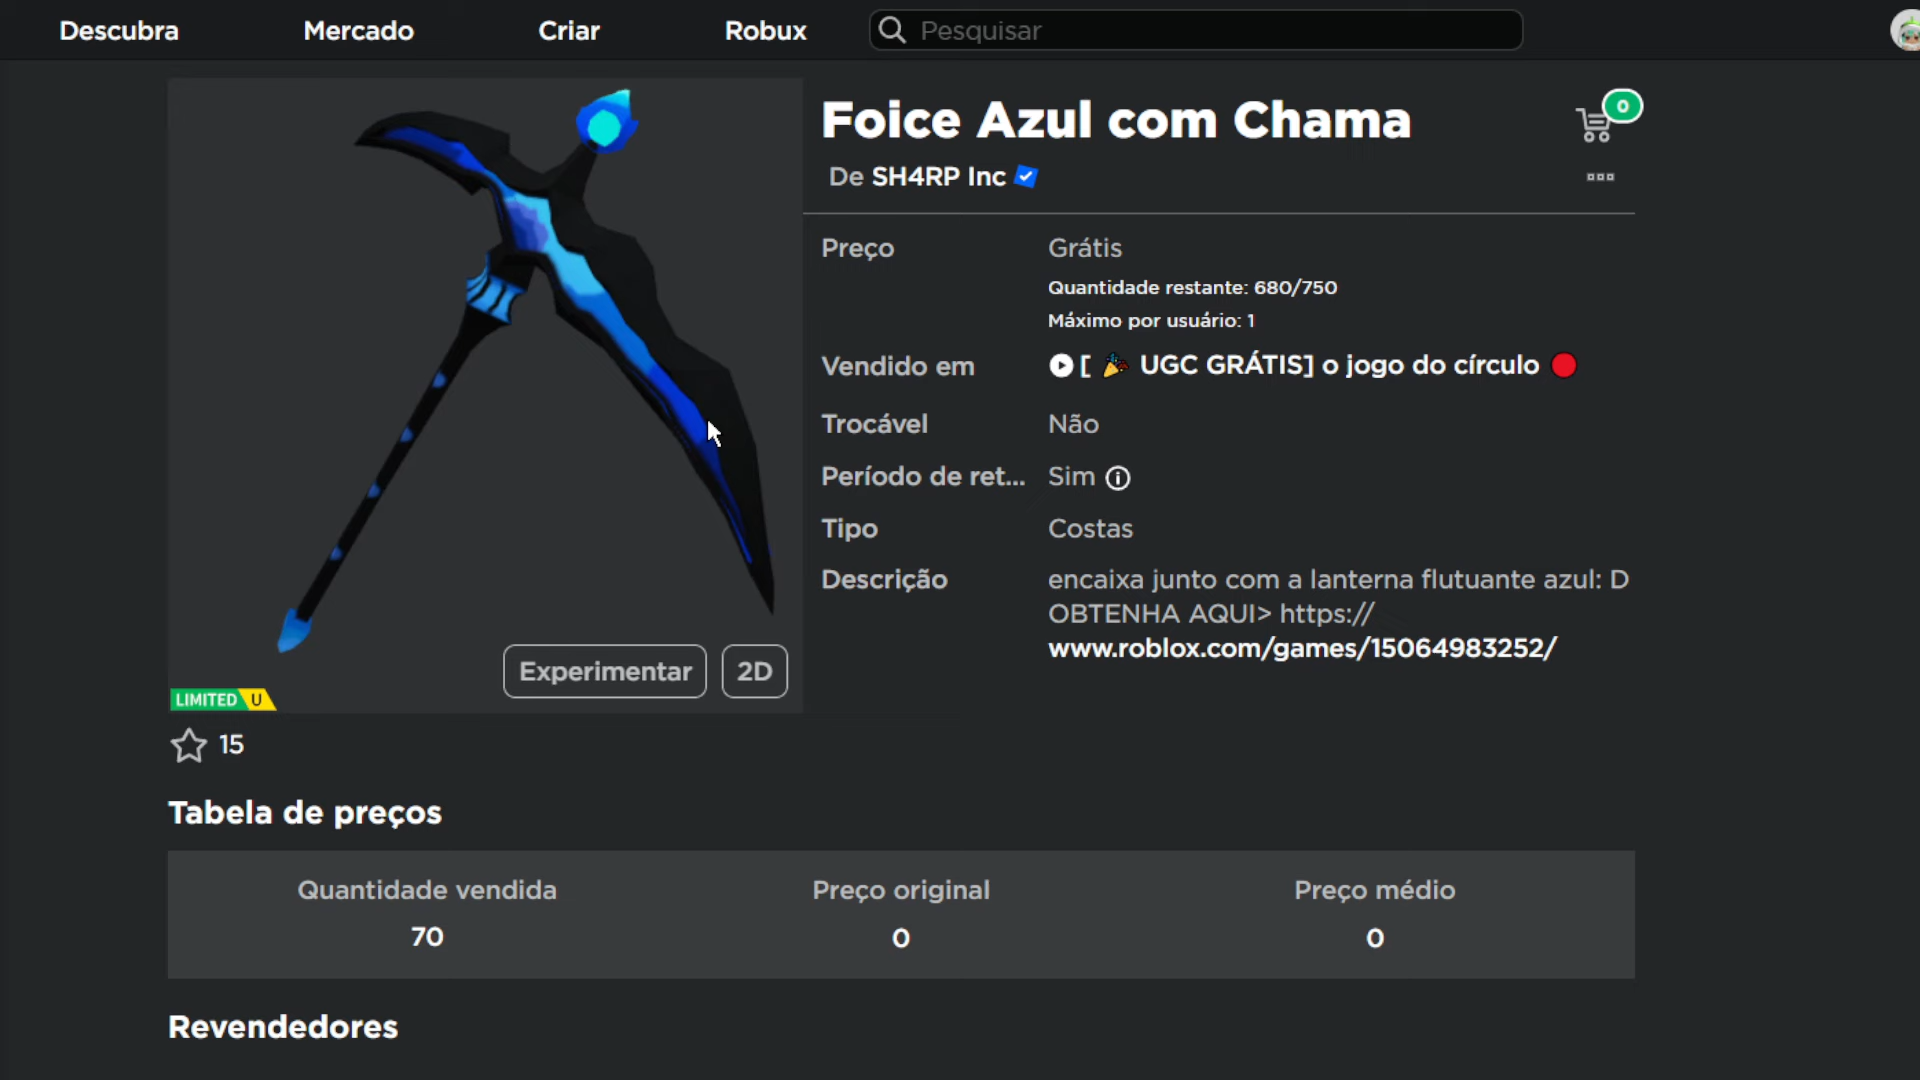 Descubra
Mercado
Criar
Robux
Pesquisar
Foice Azul com Chama
0
De SH4RP Inc
Preço
Grátis
Quantidade restante: 680/750
Máximo por usuário: 1
Vendido em
[ 🎉 UGC GRÁTIS] o jogo do círculo 🔴
Trocável
Não
Período de ret...
Sim
Tipo
Costas
Descrição
encaixa junto com a lanterna flutuante azul: D
OBTENHA AQUI> https://
www.roblox.com/games/15064983252/
Experimentar
2D
LIMITED U
15
Tabela de preços
Quantidade vendida
Preço original
Preço médio
70
0
0
Revendedores